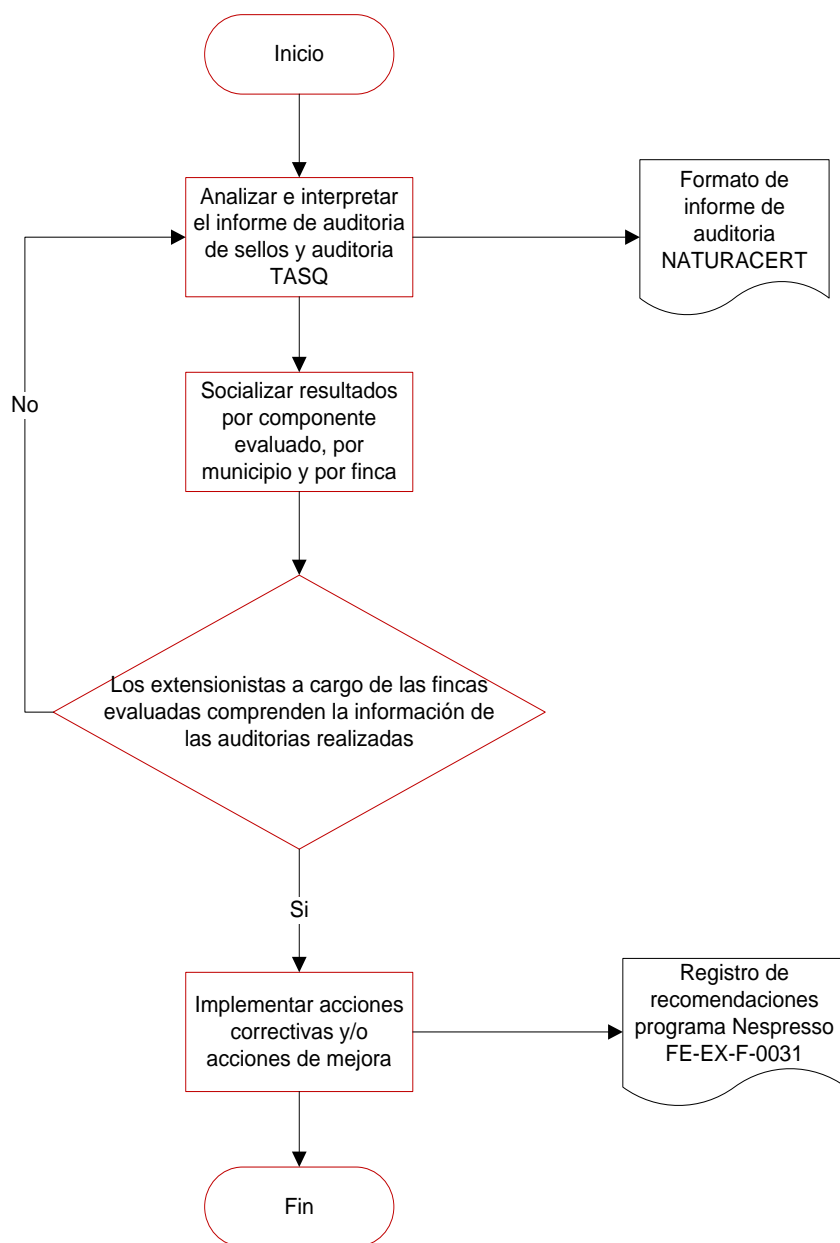 Inicio
Analizar e interpretar
el informe de auditoria
de sellos y auditoria
TASQ
Formato de
informe de
auditoria
NATURACERT
Socializar resultados
por componente
evaluado, por
municipio y por finca
No
Los extensionistas a cargo de las fincas
evaluadas comprenden la información de
las auditorias realizadas
Si
Implementar acciones
correctivas y/o
acciones de mejora
Registro de
recomendaciones
programa Nespresso
FE-EX-F-0031
Fin